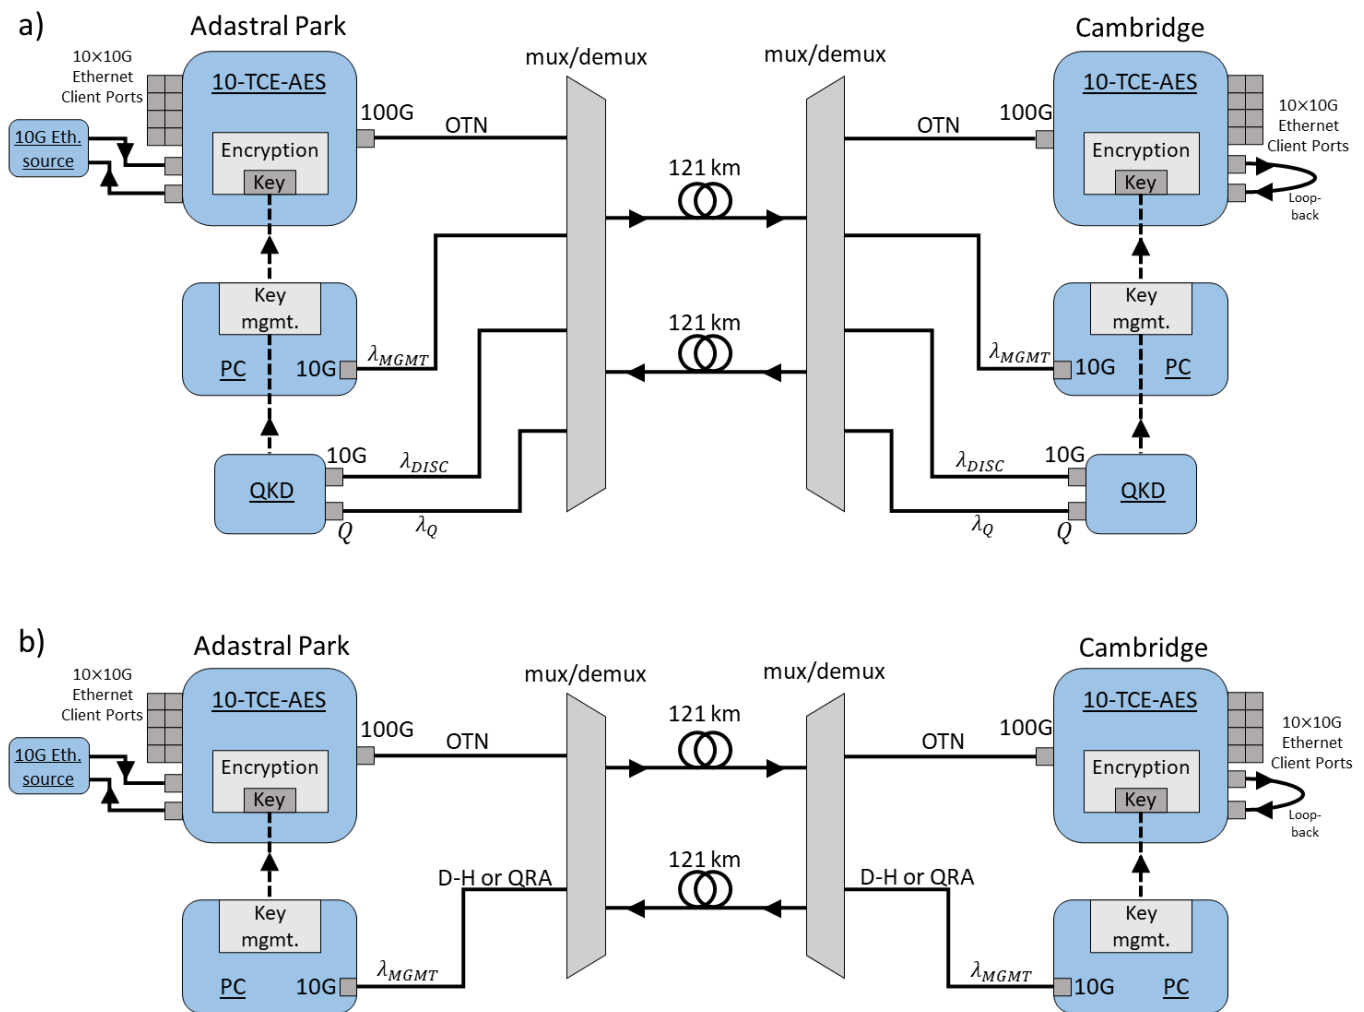 a)
Adastral Park
Cambridge
mux/demux
mux/demux
10×10G
Ethernet
Client Ports
10-TCE-AES
100G
OTN
10G Eth.
source
Encryption
Key
121 km
OTN
100G
10-TCE-AES
Encryption
Key
10×10G
Ethernet
Client Ports
Loop-
back
Key
mgmt.
PC
10G
λMGMT
121 km
λMGMT
Key
mgmt.
10G
PC
10G
λDISC
QKD
Q
λQ
λDISC
10G
QKD
λQ
Q
b)
Adastral Park
Cambridge
mux/demux
mux/demux
10×10G
Ethernet
Client Ports
10-TCE-AES
100G
OTN
10G Eth.
source
Encryption
Key
121 km
OTN
100G
10-TCE-AES
Encryption
Key
10×10G
Ethernet
Client Ports
Loop-
back
D-H or QRA
121 km
D-H or QRA
Key
mgmt.
PC
10G
λMGMT
λMGMT
Key
mgmt.
10G
PC